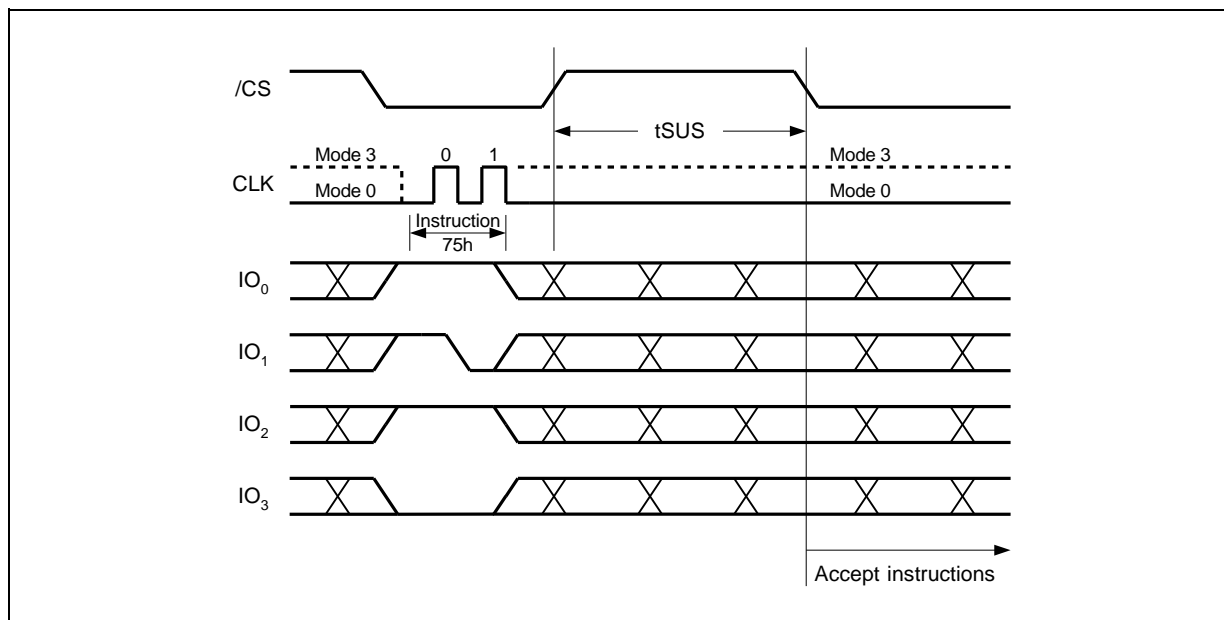 /CS
tSUS
Mode 3 0 1 Mode 3
CLK
Mode 0 Mode 0
Instruction
75h
IO0
IO1
IO2
IO3
Accept instructions